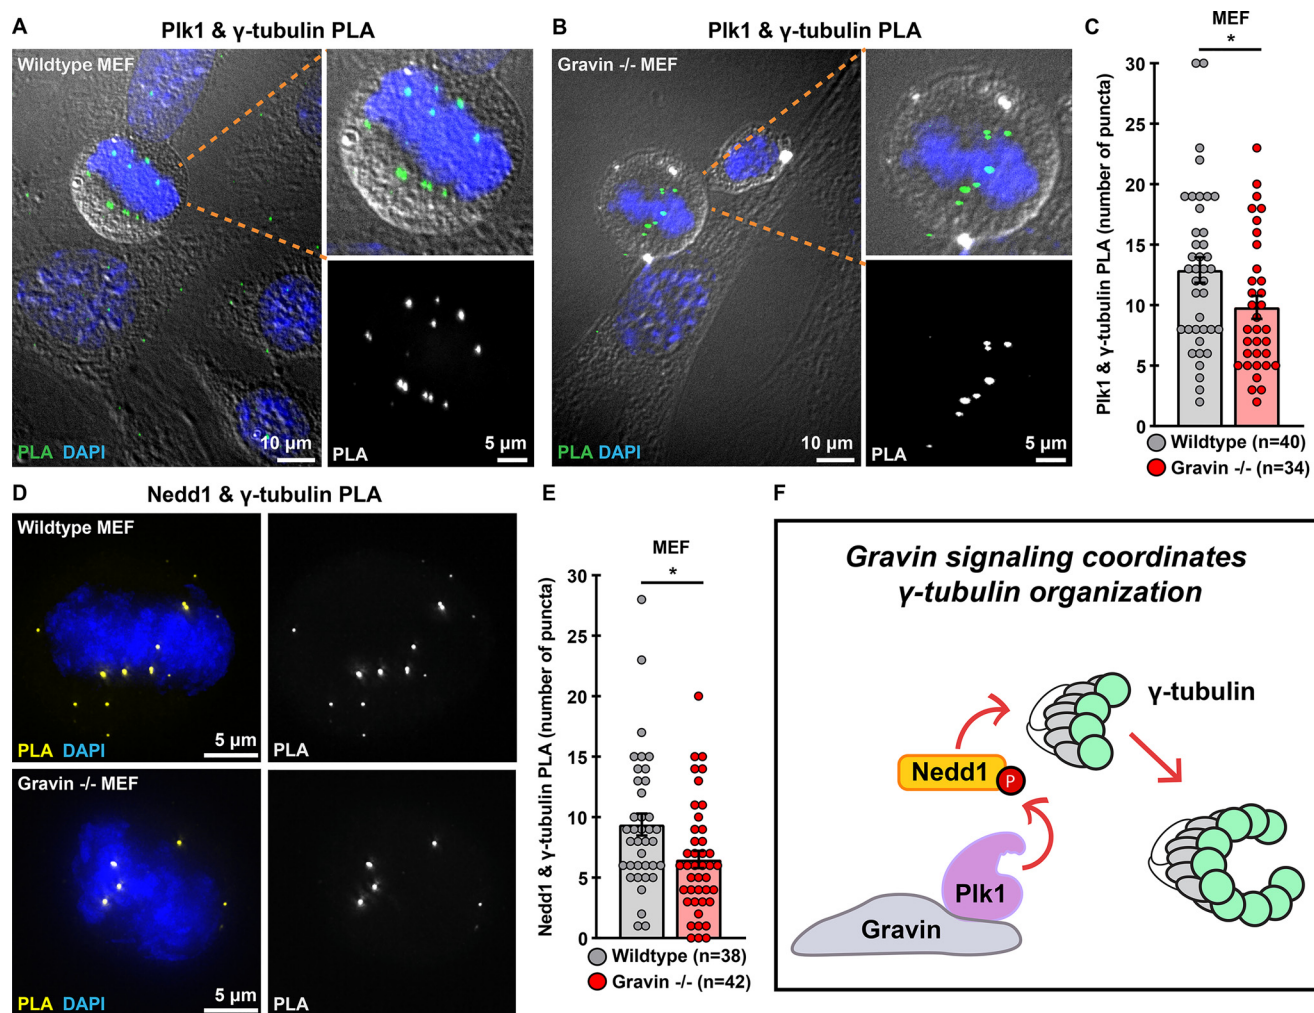 A
Plk1 & γ-tubulin PLA
Wildtype MEF
10 μm
PLA DAPI
5 μm
PLA
B
Plk1 & γ-tubulin PLA
Gravin -/- MEF
10 μm
PLA DAPI
5 μm
PLA
C
MEF
*
Plk1 & γ-tubulin PLA (number of puncta)
30
25
20
15
10
5
0
Wildtype (n=40)
Gravin -/- (n=34)
D
Nedd1 & γ-tubulin PLA
Wildtype MEF
5 μm
PLA DAPI
PLA
Gravin -/- MEF
5 μm
PLA DAPI
PLA
E
MEF
*
Nedd1 & γ-tubulin PLA (number of puncta)
30
25
20
15
10
5
0
Wildtype (n=38)
Gravin -/- (n=42)
F
Gravin signaling coordinates
γ-tubulin organization
γ-tubulin
Nedd1
P
Plk1
Gravin